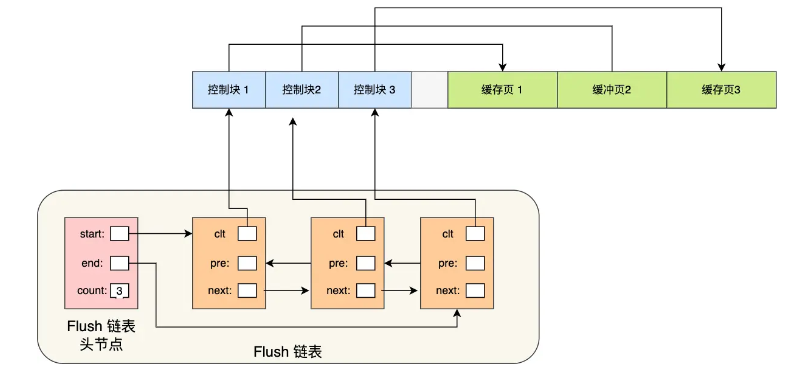 控制块 1
控制块2
控制块 3
缓存页 1
缓冲页2
缓存页3
start:
end:
count: 3
clt
pre:
next:
clt
pre:
next:
clt
pre:
next:
Flush 链表
头节点
Flush 链表